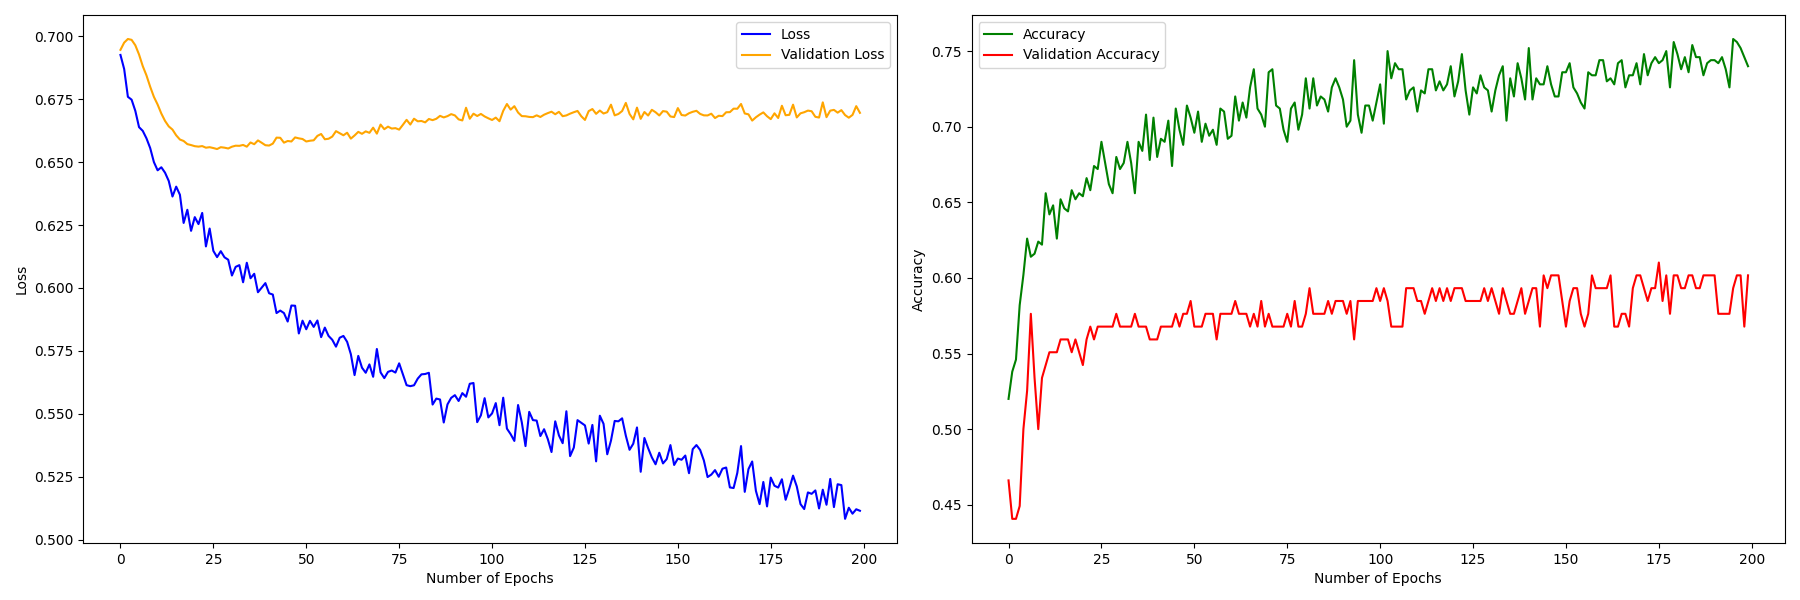 0.700
0.675
0.650
0.625
0.600
0.575
0.550
0.525
0.500
Loss
0 25 50 75 100 125 150 175 200
Number of Epochs
Loss
Validation Loss
0.75
0.70
0.65
0.60
0.55
0.50
0.45
Accuracy
0 25 50 75 100 125 150 175 200
Number of Epochs
Accuracy
Validation Accuracy